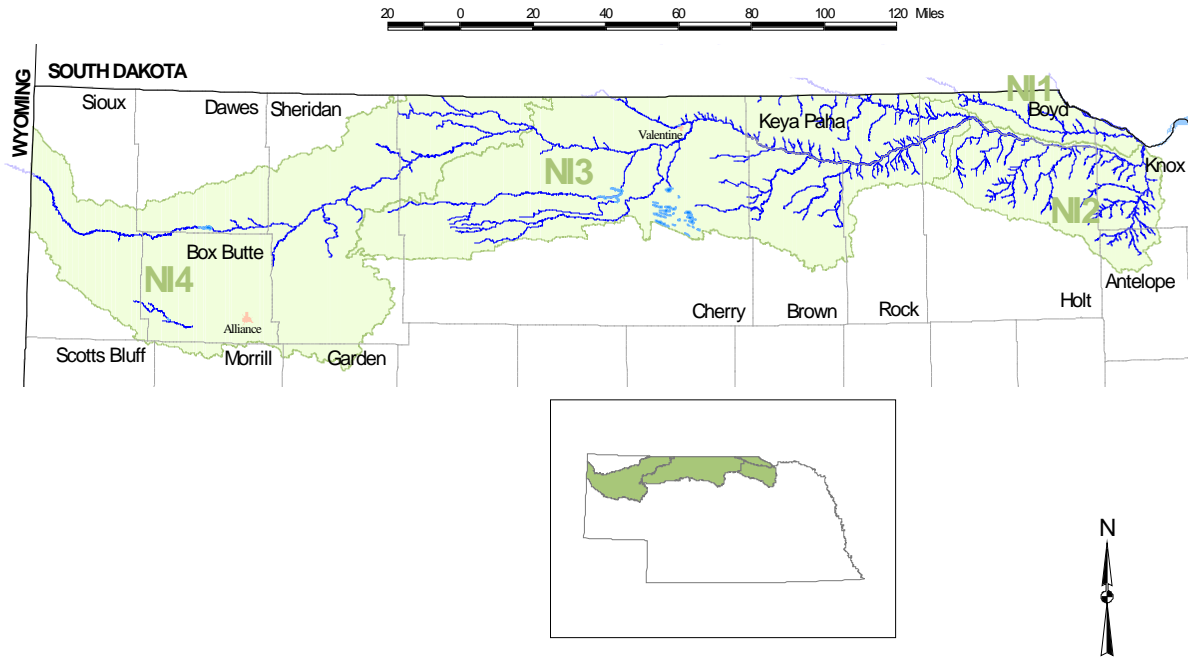 20 0 20 40 60 80 100 120 Miles
SOUTH DAKOTA
WYOMING
Sioux
Dawes
Sheridan
NI1
Boyd
Keya Paha
Valentine
Knox
NI3
NI2
Box Butte
NI4
Antelope
Cherry
Brown
Rock
Holt
Alliance
Scotts Bluff
Morrill
Garden
N